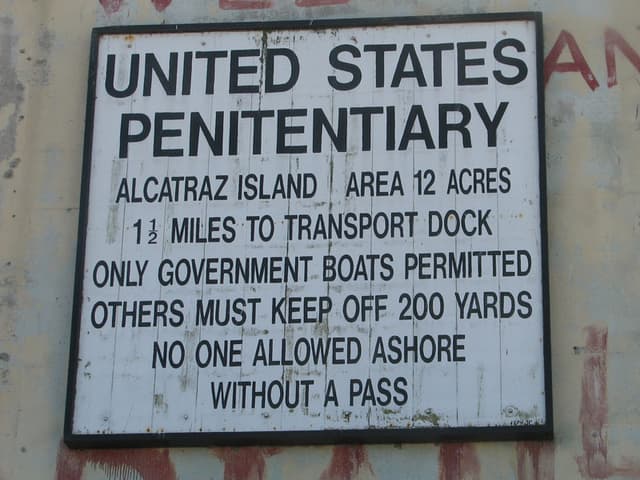 UNITED STATES
PENITENTIARY
ALCATRAZ ISLAND AREA 12 ACRES
1½ MILES TO TRANSPORT DOCK
ONLY GOVERNMENT BOATS PERMITTED
OTHERS MUST KEEP OFF 200 YARDS
NO ONE ALLOWED ASHORE
WITHOUT A PASS